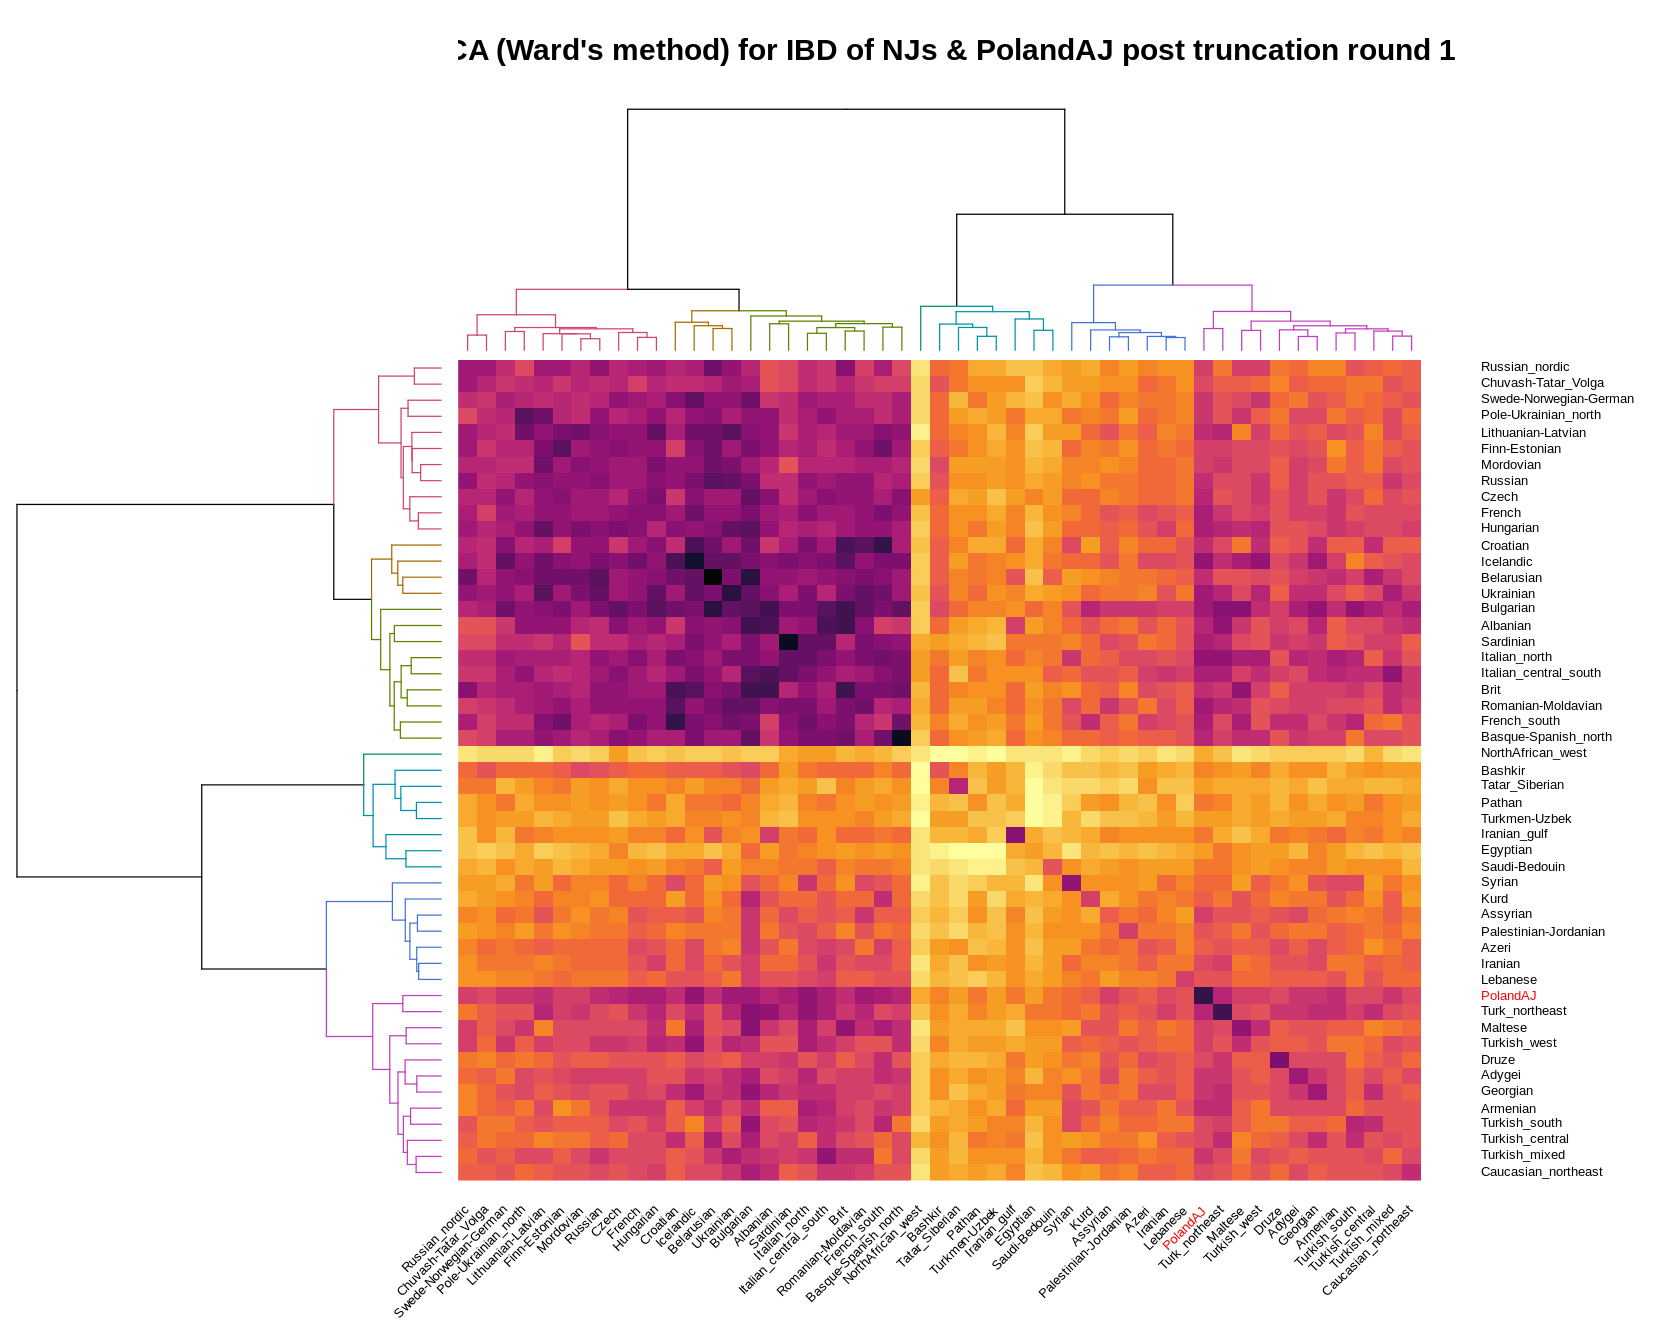 CA (Ward's method) for IBD of NJs & PolandAJ post truncation round 1
Russian_nordic
Chuvash-Tatar_Volga
Swede-Norwegian-German
Pole-Ukrainian_north
Lithuanian-Latvian
Finn-Estonian
Mordovian
Russian
Czech
French
Hungarian
Croatian
Icelandic
Belarusian
Ukrainian
Bulgarian
Albanian
Sardinian
Italian_north
Italian_central_south
Brit
Romanian-Moldavian
French_south
Basque-Spanish_north
NorthAfrican_west
Bashkir
Tatar_Siberian
Pathan
Turkmen-Uzbek
Iranian_gulf
Egyptian
Saudi-Bedouin
Syrian
Kurd
Assyrian
Palestinian-Jordanian
Azeri
Iranian
Lebanese
PolandAJ
Turk_northeast
Maltese
Turkish_west
Druze
Adygei
Georgian
Armenian
Turkish_south
Turkish_central
Turkish_mixed
Caucasian_northeast
Russian_nordic
Chuvash-Tatar_Volga
Swede-Norwegian-German
Pole-Ukrainian_north
Lithuanian-Latvian
Finn-Estonian
Mordovian
Russian
Czech
French
Hungarian
Croatian
Icelandic
Belarusian
Ukrainian
Bulgarian
Albanian
Sardinian
Italian_north
Italian_central_south
Brit
Romanian-Moldavian
French_south
Basque-Spanish_north
NorthAfrican_west
Bashkir
Tatar_Siberian
Pathan
Turkmen-Uzbek
Iranian_gulf
Egyptian
Saudi-Bedouin
Syrian
Kurd
Assyrian
Palestinian-Jordanian
Azeri
Iranian
Lebanese
PolandAJ
Turk_northeast
Maltese
Turkish_west
Druze
Adygei
Georgian
Armenian
Turkish_south
Turkish_central
Turkish_mixed
Caucasian_northeast